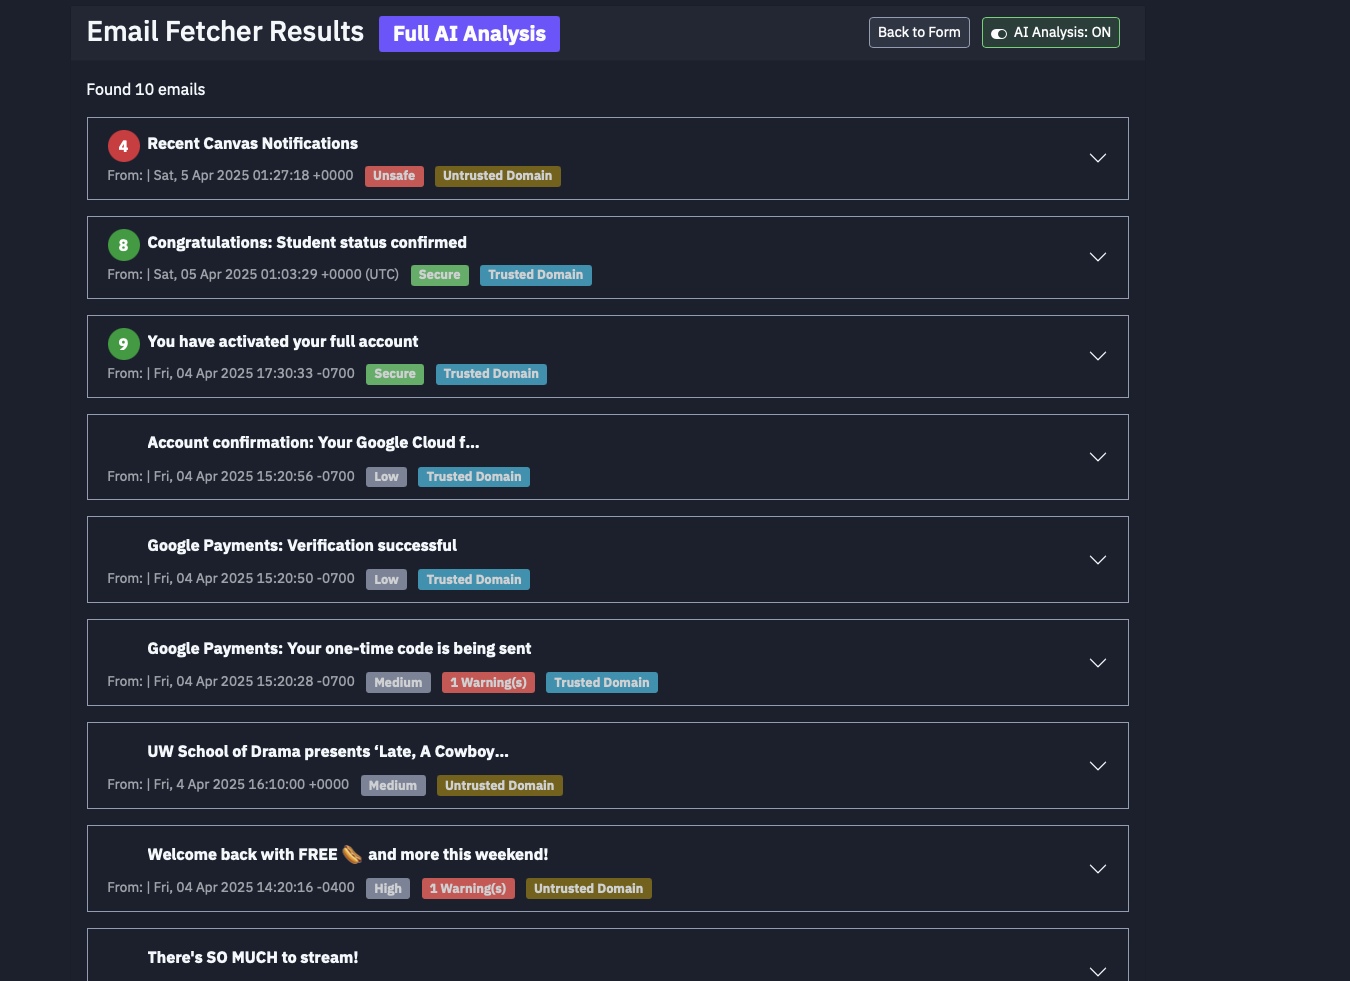 Email Fetcher Results Full AI Analysis Back to Form AI Analysis: ON
Found 10 emails
4 Recent Canvas Notifications
From: | Sat, 5 Apr 2025 01:27:18 +0000 Unsafe Untrusted Domain
8 Congratulations: Student status confirmed
From: | Sat, 05 Apr 2025 01:03:29 +0000 (UTC) Secure Trusted Domain
9 You have activated your full account
From: | Fri, 04 Apr 2025 17:30:33 -0700 Secure Trusted Domain
Account confirmation: Your Google Cloud f...
From: | Fri, 04 Apr 2025 15:20:56 -0700 Low Trusted Domain
Google Payments: Verification successful
From: | Fri, 04 Apr 2025 15:20:50 -0700 Low Trusted Domain
Google Payments: Your one-time code is being sent
From: | Fri, 04 Apr 2025 15:20:28 -0700 Medium 1 Warning(s) Trusted Domain
UW School of Drama presents ‘Late, A Cowboy...
From: | Fri, 4 Apr 2025 16:10:00 +0000 Medium Untrusted Domain
Welcome back with FREE 🌭 and more this weekend!
From: | Fri, 04 Apr 2025 14:20:16 -0400 High 1 Warning(s) Untrusted Domain
There's SO MUCH to stream!